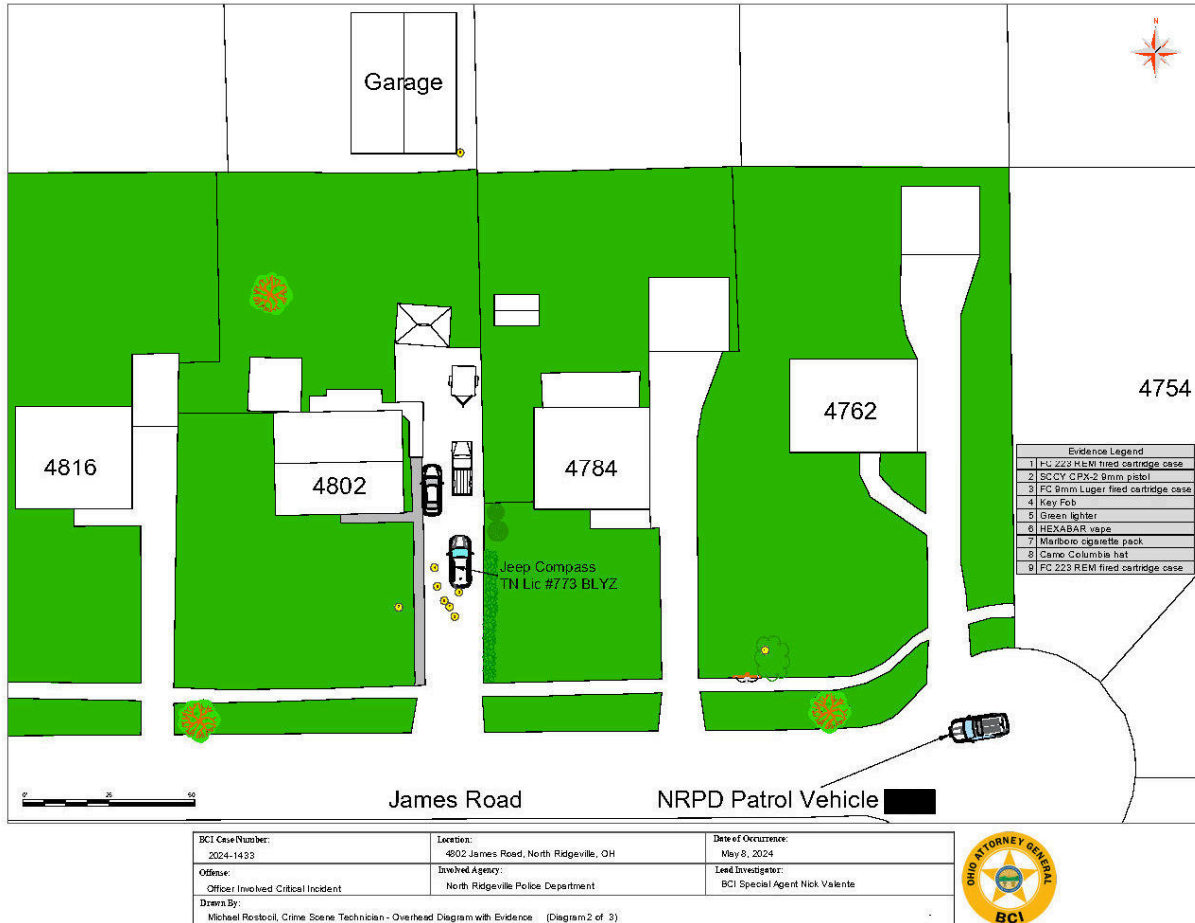 N
Garage
4754
4762
4816
4802
4784
Evidence Legend
1 FC 223 REM fired cartridge case
2 SCCY CPX-2 9mm pistol
3 FC 9mm Luger fired cartridge case
4 Key Fob
5 Green lighter
6 HEXABAR vape
7 Marlboro cigarette pack
8 Camo Columbia hat
9 FC 223 REM fired cartridge case
Jeep Compass
TN Lic #773 BLYZ
0' 25 50
James Road
NRPD Patrol Vehicle
BCI Case Number: Location: Date of Occurrence:
2024-1433 4802 James Road, North Ridgeville, OH May 8, 2024
Offense: Involved Agency: Lead Investigator:
Officer Involved Critical Incident North Ridgeville Police Department BCI Special Agent Nick Valente
Drawn By:
Michael Rostocil, Crime Scene Technician - Overhead Diagram with Evidence (Diagram 2 of 3)
OHIO ATTORNEY GENERAL
BCI